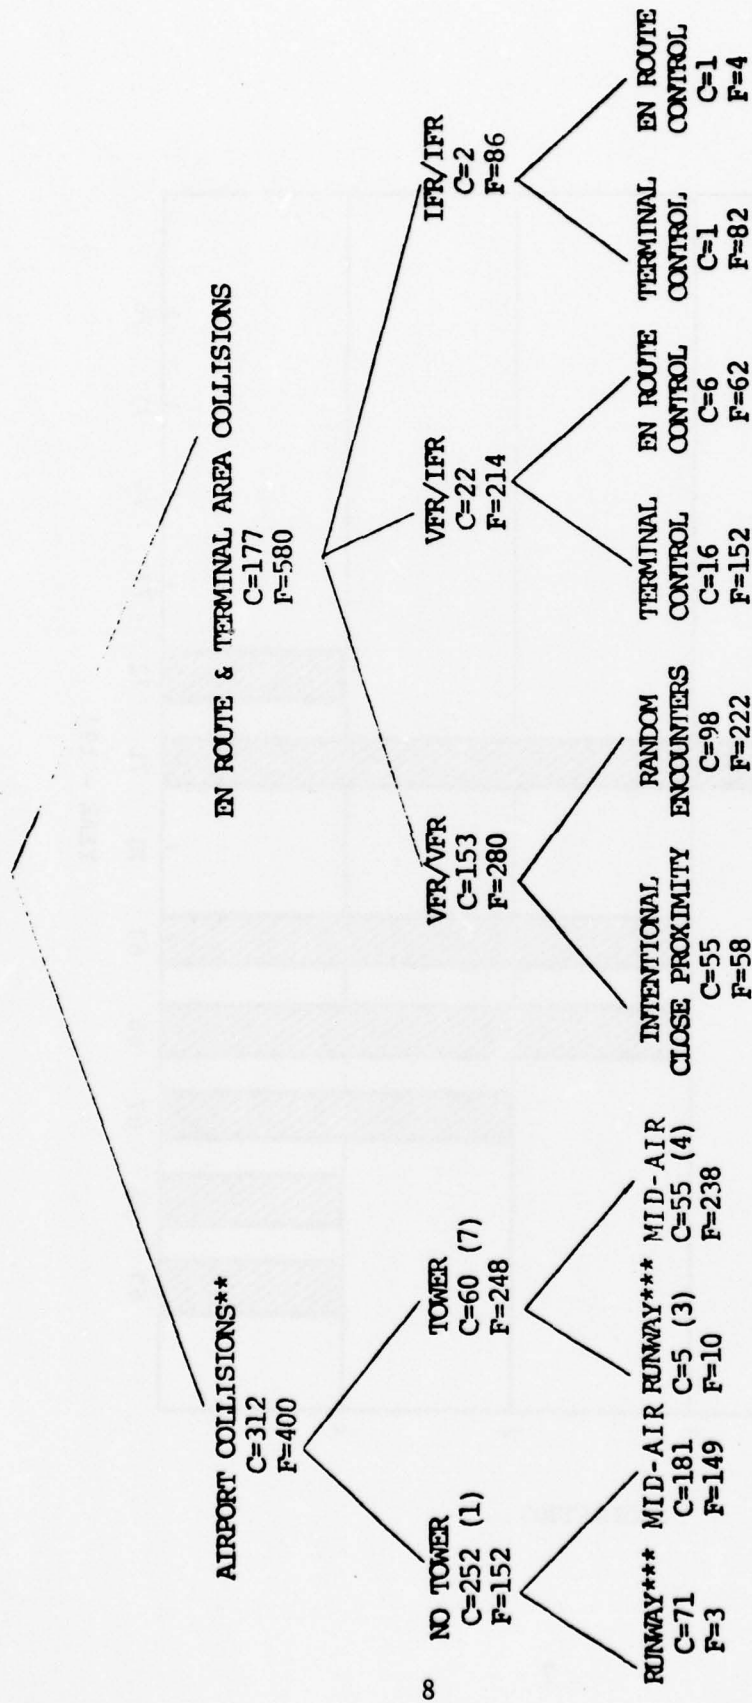 AIRPORT COLLISIONS**
C=312
F=400
EN ROUTE & TERMINAL AREA COLLISIONS
C=177
F=580
NO TOWER
C=252 (1)
F=152
TOWER
C=60 (7)
F=248
VFR/VFR
C=153
F=280
VFR/IFR
C=22
F=214
IFR/IFR
C=2
F=86
RUNWAY***
C=71
F=3
MID-AIR
C=181
F=149
RUNWAY***
C=5 (3)
F=10
MID-AIR
C=55 (4)
F=238
INTENTIONAL
CLOSE PROXIMITY
C=55
F=58
RANDOM
ENCOUNTERS
C=98
F=222
TERMINAL
CONTROL
C=16
F=152
EN ROUTE
CONTROL
C=6
F=62
TERMINAL
CONTROL
C=1
F=82
EN ROUTE
CONTROL
C=1
F=4
8